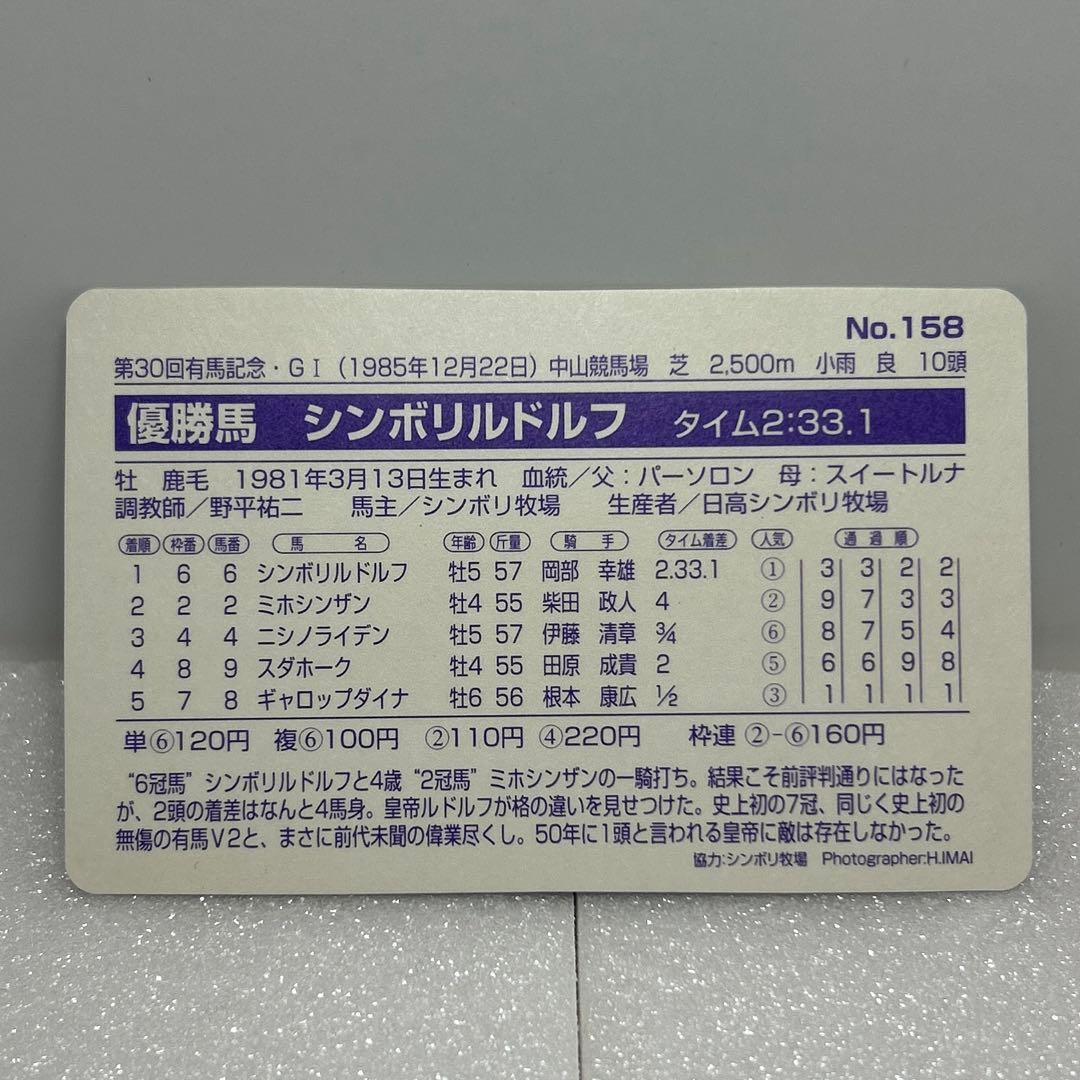 No.158
第30回有馬記念・GⅠ（1985年12月22日）中山競馬場 芝 2,500m 小雨 良 10頭
優勝馬 シンボリルドルフ タイム2:33.1
牡 鹿毛 1981年3月13日生まれ 血統／父：パーソロン 母：スイートルナ
調教師／野平祐二 馬主／シンボリ牧場 生産者／日高シンボリ牧場
着順 枠番 馬番 馬名 年齢 斤量 騎手 タイム着差 人気 通過順
1 6 6 シンボリルドルフ 牡5 57 岡部 幸雄 2.33.1 ① 3 3 2 2
2 2 2 ミホシンザン 牡4 55 柴田 政人 4 ② 9 7 3 3
3 4 4 ニシノライデン 牡5 57 伊藤 清章 ¾ ⑥ 8 7 5 4
4 8 9 スダホーク 牡4 55 田原 成貴 2 ⑤ 6 6 9 8
5 7 8 ギャロップダイナ 牡6 56 根本 康広 ½ ③ 1 1 1 1
単⑥120円 複⑥100円 ②110円 ④220円 枠連 ②-⑥160円
“6冠馬”シンボリルドルフと4歳“2冠馬”ミホシンザンの一騎打ち。結果こそ前評判通りにはなった
が、2頭の着差はなんと4馬身。皇帝ルドルフが格の違いを見せつけた。史上初の7冠、同じく史上初の
無傷の有馬V2と、まさに前代未聞の偉業尽くし。50年に1頭と言われる皇帝に敵は存在しなかった。
協力:シンボリ牧場 Photographer:H.IMAI